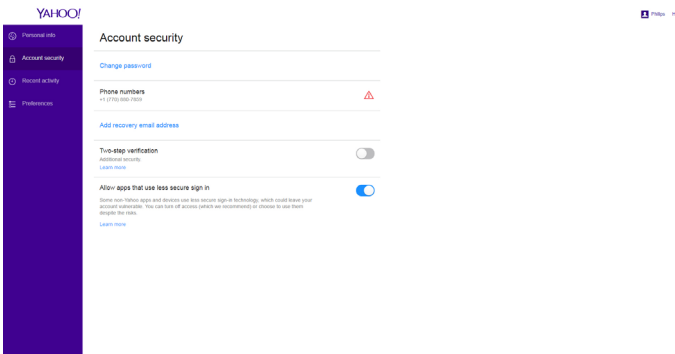 YAHOO!
Philips
Personal info
Account security
Recent activity
Preferences
Account security
Change password
Phone numbers
Add recovery email address
Two-step verification
Additional security.
Learn more
Allow apps that use less secure sign in
Some non-Yahoo apps and devices use less secure sign-in technology, which could leave your
account vulnerable. You can turn off access (which we recommend) or choose to use them
despite the risks.
Learn more